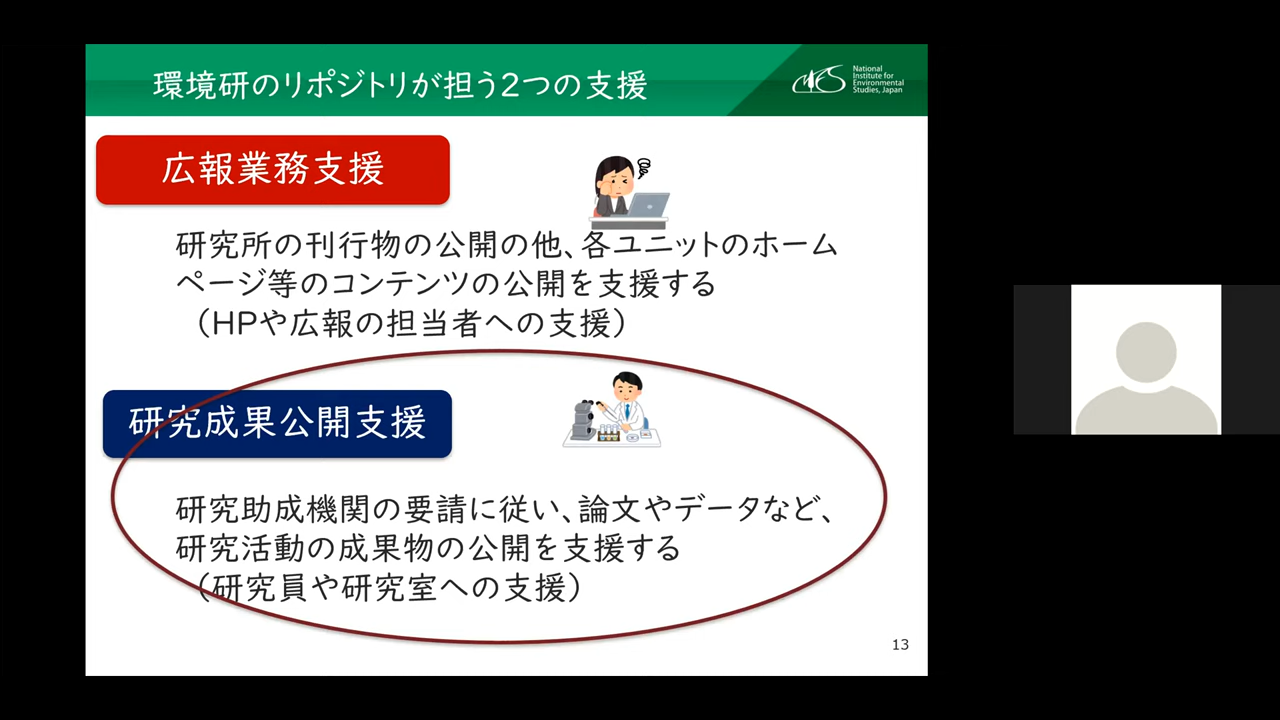 環境研のリポジトリが担う2つの支援
National
Institute for
Environmental
Studies, Japan
広報業務支援
研究所の刊行物の公開の他、各ユニットのホーム
ページ等のコンテンツの公開を支援する
（HPや広報の担当者への支援）
研究成果公開支援
研究助成機関の要請に従い、論文やデータなど、
研究活動の成果物の公開を支援する
（研究員や研究室への支援）
13